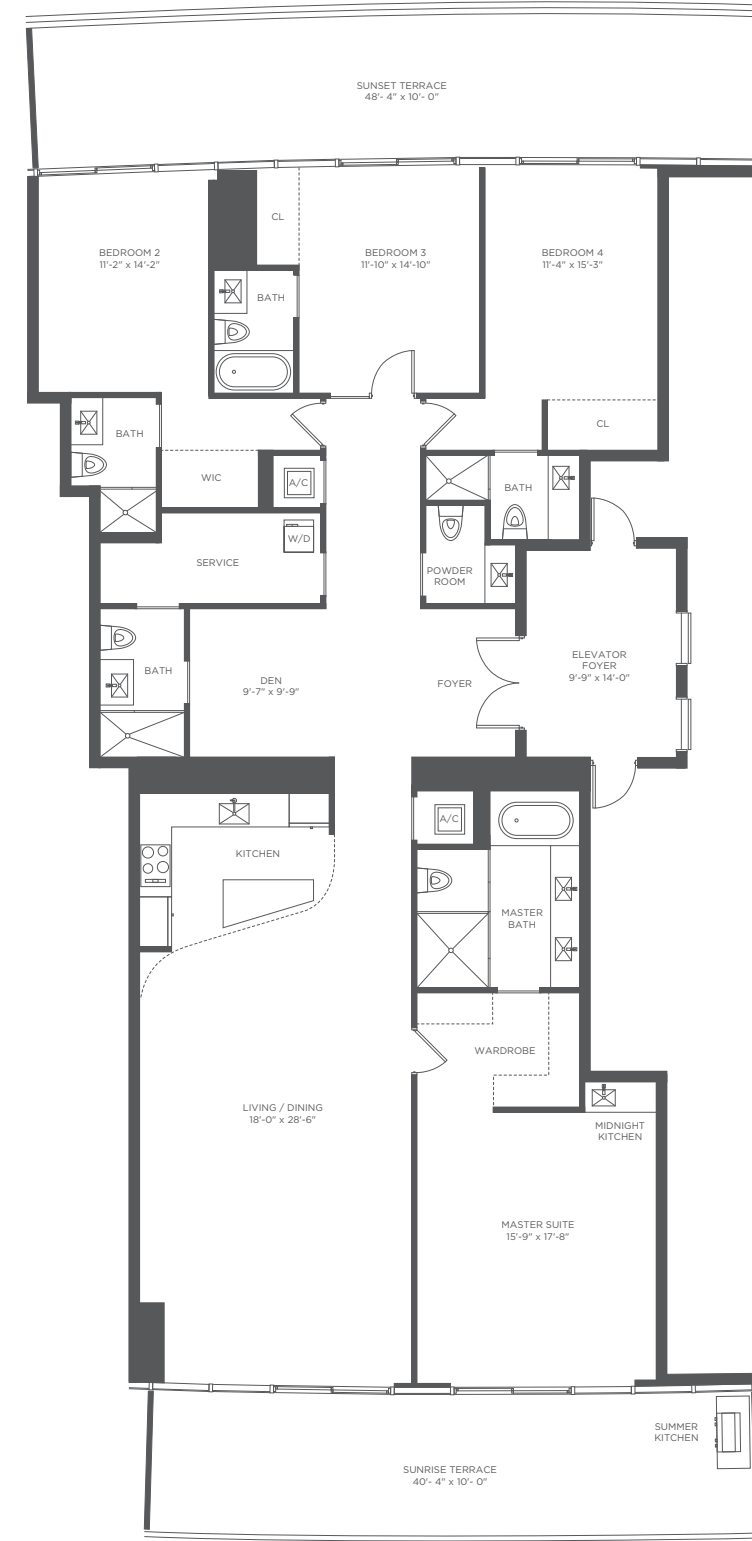 SUNSET TERRACE
48'- 4" x 10'- 0"
CL
BEDROOM 2
11'-2" x 14'-2"
BEDROOM 3
11'-10" x 14'-10"
BEDROOM 4
11'-4" x 15'-3"
BATH
CL
BATH
WIC
A/C
BATH
W/D
SERVICE
POWDER
ROOM
ELEVATOR
FOYER
9'-9" x 14'-0"
BATH
DEN
9'-7" x 9'-9"
FOYER
A/C
KITCHEN
MASTER
BATH
WARDROBE
LIVING / DINING
18'-0" x 28'-6"
MIDNIGHT
KITCHEN
MASTER SUITE
15'-9" x 17'-8"
SUMMER
KITCHEN
SUNRISE TERRACE
40'- 4" x 10'- 0"